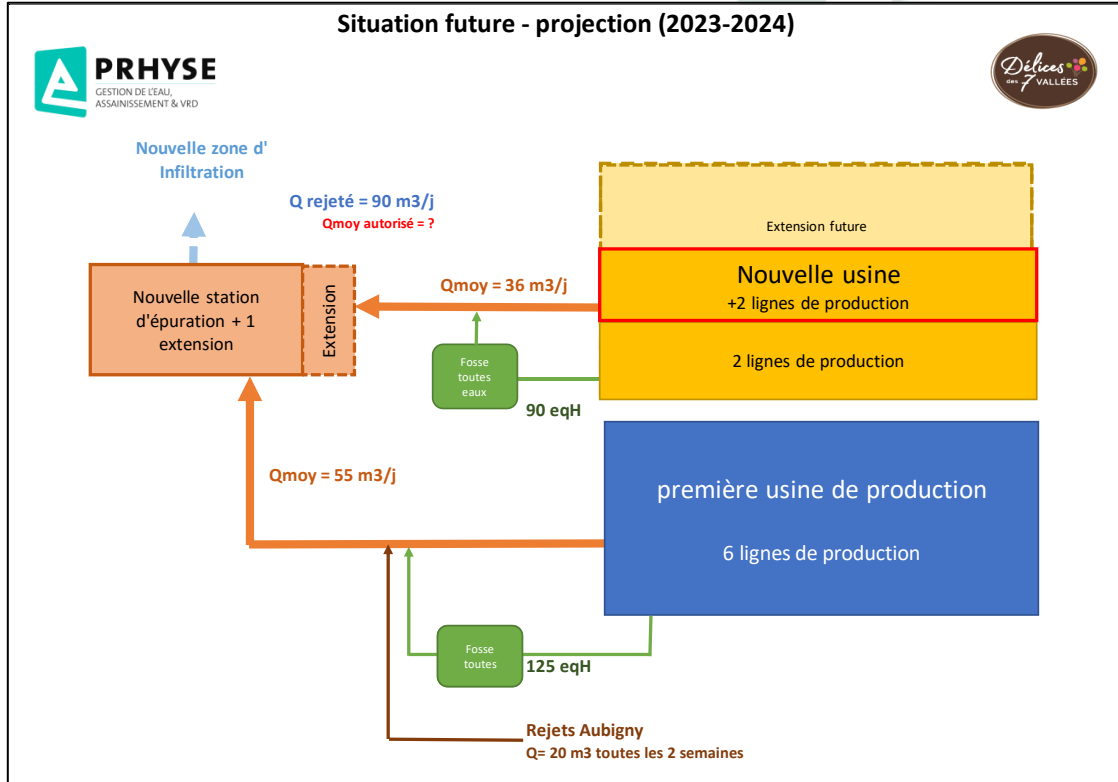 Situation future - projection (2023-2024)
PRHYSE
GESTION DE L'EAU,
ASSAINISSEMENT & VRD
Délices
des 7 VALLÉES
Nouvelle zone d'
Infiltration
Q rejeté = 90 m3/j
Qmoy autorisé = ?
Extension future
Nouvelle usine
+2 lignes de production
Qmoy = 36 m3/j
Nouvelle station
d'épuration + 1
extension
Extension
2 lignes de production
Fosse
toutes
eaux
90 eqH
Qmoy = 55 m3/j
première usine de production
6 lignes de production
Fosse
toutes
125 eqH
Rejets Aubigny
Q= 20 m3 toutes les 2 semaines